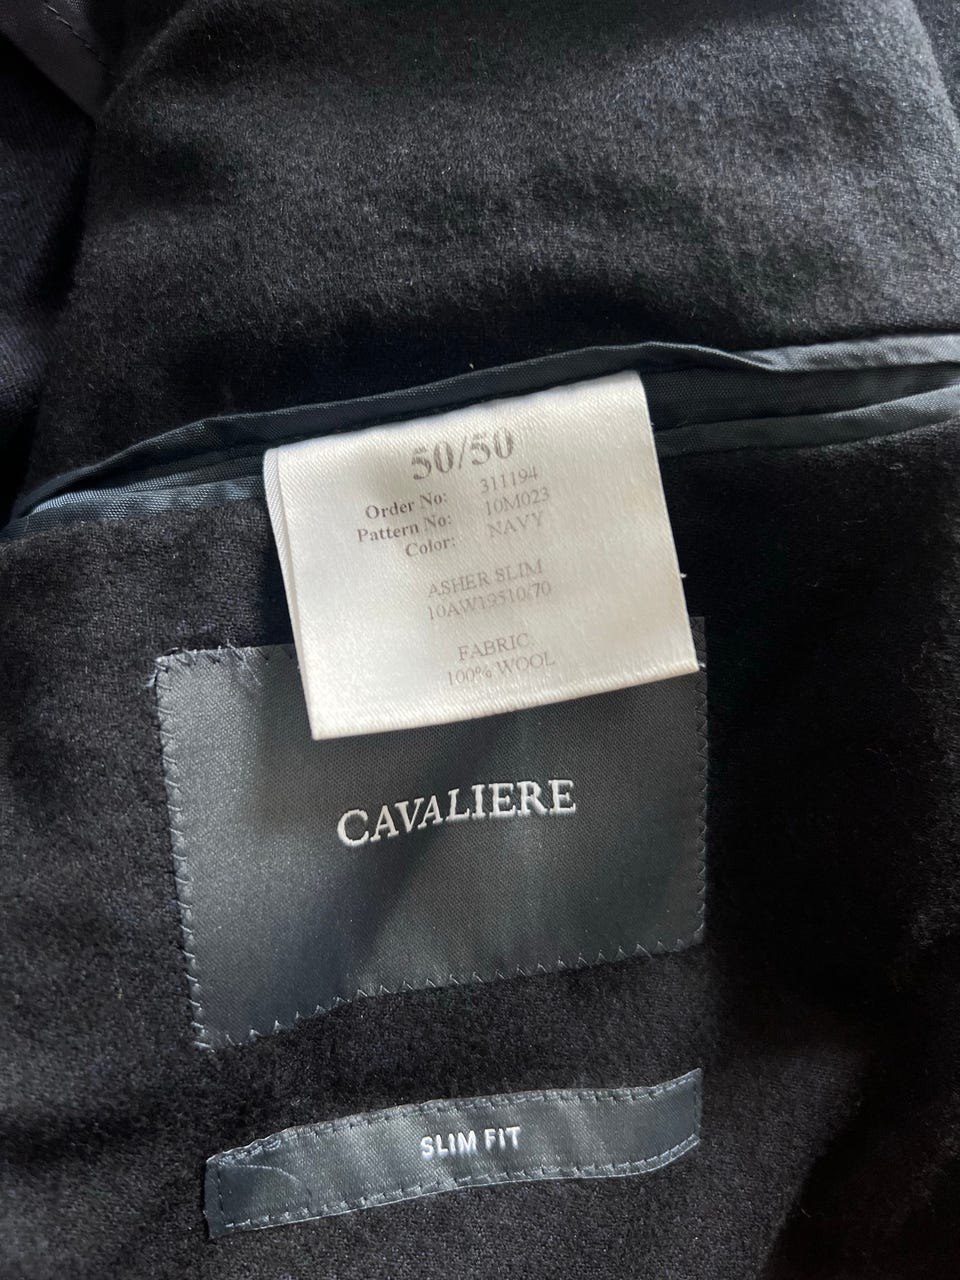 50/50
Order No: 311194
Pattern No: 10M023
Color: NAVY
ASHER SLIM
10AW19510/70
FABRIC:
100% WOOL
CAVALIERE
SLIM FIT